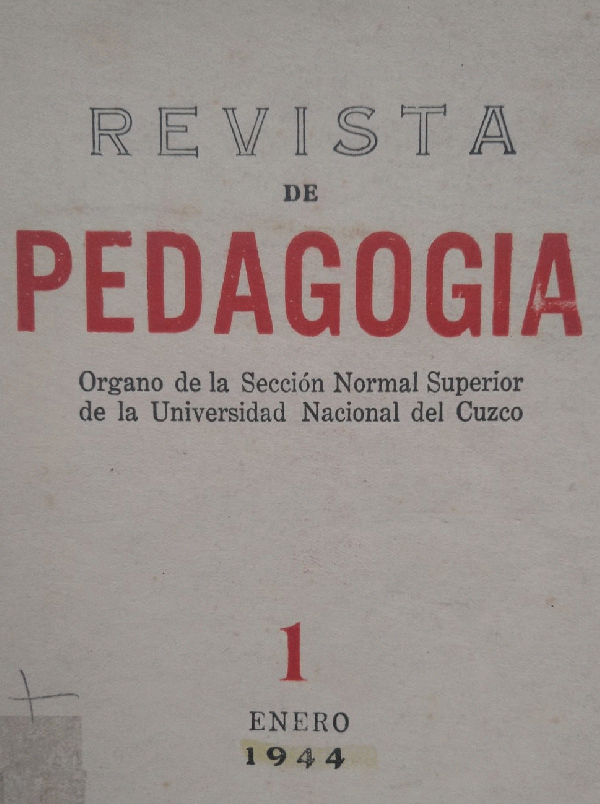 REVISTA
DE
PEDAGOGIA
Organo de la Sección Normal Superior
de la Universidad Nacional del Cuzco
1
ENERO
1944